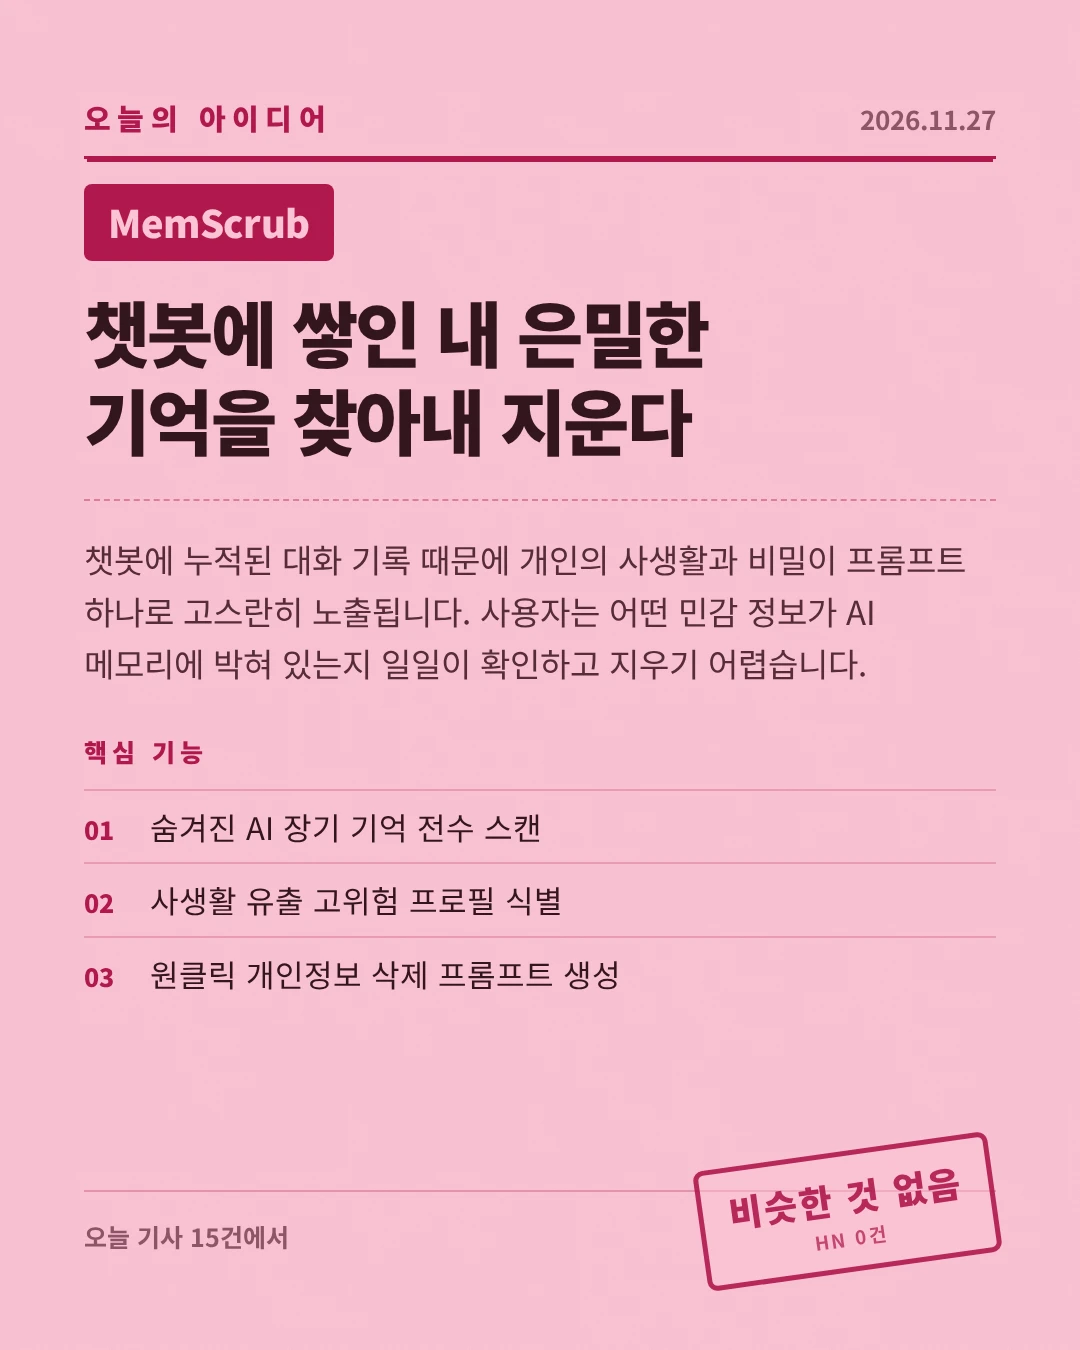 오늘의 아이디어
2026.11.27
MemScrub
챗봇에 쌓인 내 은밀한
기억을 찾아내 지운다
챗봇에 누적된 대화 기록 때문에 개인의 사생활과 비밀이 프롬프트
하나로 고스란히 노출됩니다. 사용자는 어떤 민감 정보가 AI
메모리에 박혀 있는지 일일이 확인하고 지우기 어렵습니다.
핵심 기능
01 숨겨진 AI 장기 기억 전수 스캔
02 사생활 유출 고위험 프로필 식별
03 원클릭 개인정보 삭제 프롬프트 생성
오늘 기사 15건에서
비슷한 것 없음
HN 0건